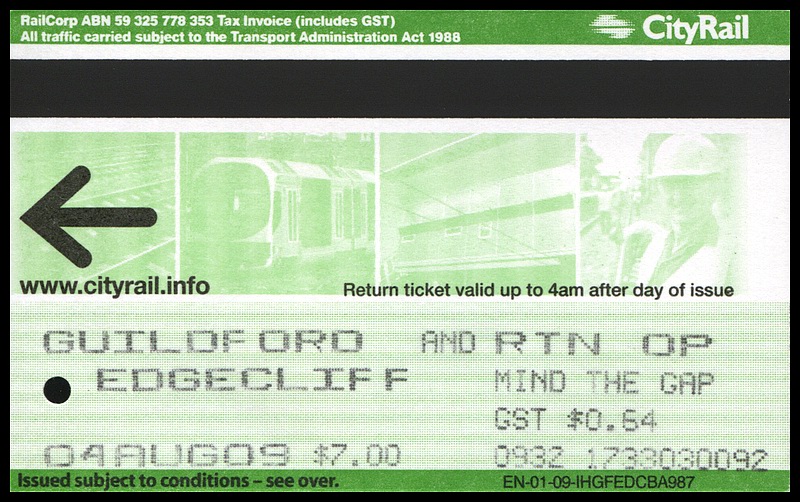 RailCorp ABN 59 325 778 353 Tax Invoice (includes GST)
All traffic carried subject to the Transport Administration Act 1988
CityRail
www.cityrail.info
Return ticket valid up to 4am after day of issue
GUILDFORD AND RTN OP
EDGECLIFF MIND THE GAP
GST $0.64
04AUG09 $7.00 0932 1733030092
Issued subject to conditions – see over. EN-01-09-IHGFEDCBA987